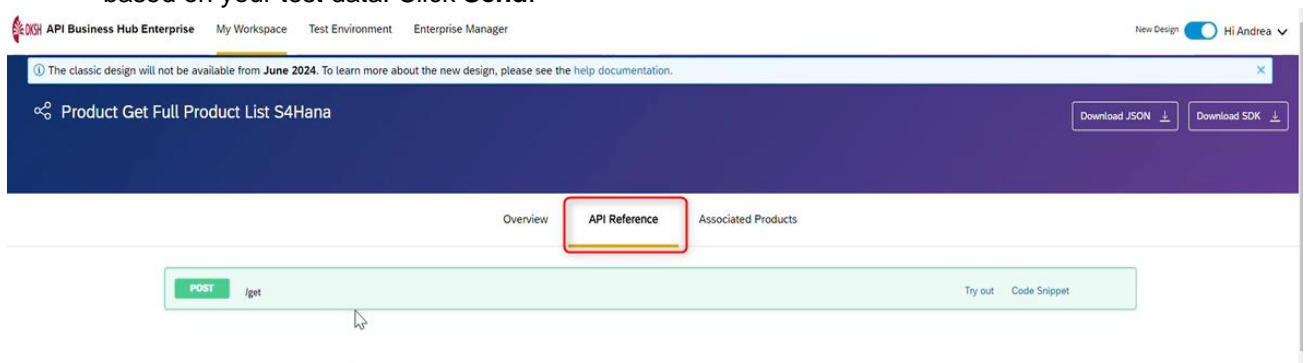 based on your test data. Click Send.
DKSH API Business Hub Enterprise My Workspace Test Environment Enterprise Manager New Design Hi Andrea
The classic design will not be available from June 2024. To learn more about the new design, please see the help documentation.
Product Get Full Product List S4Hana Download JSON Download SDK
Overview API Reference Associated Products
POST /get Try out Code Snippet